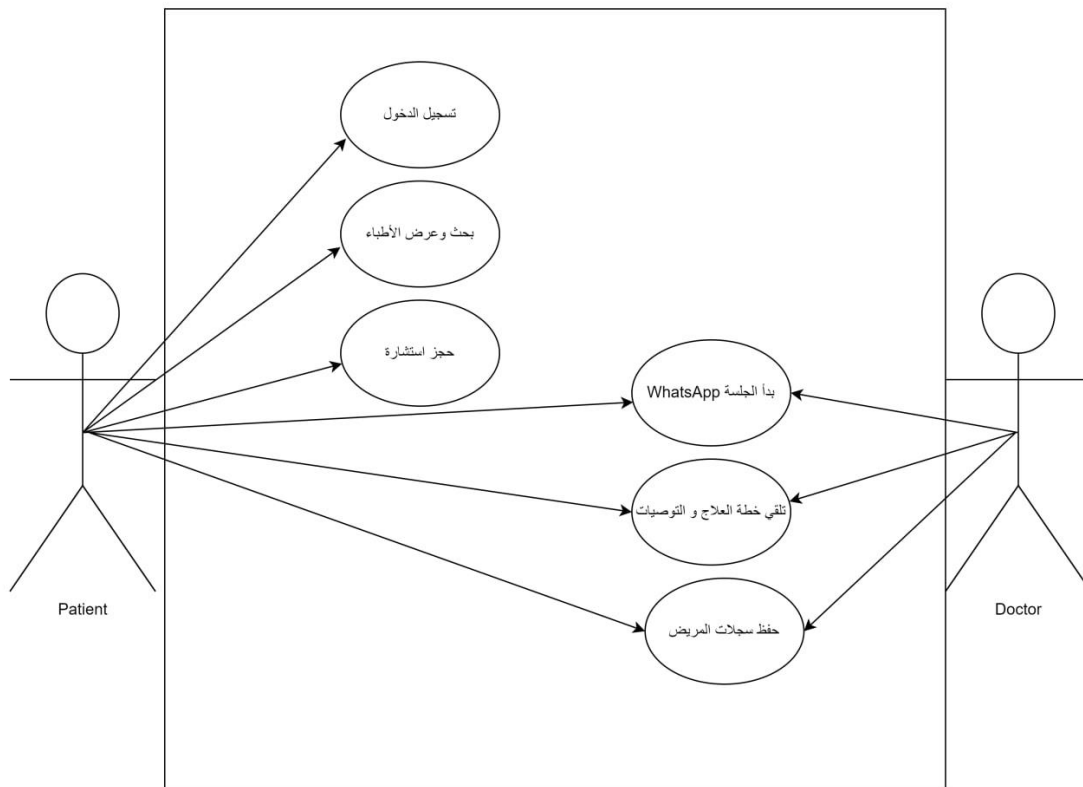 تسجيل الدخول
بحث وعرض الأطباء
حجز استشارة
بدأ الجلسة WhatsApp
تلقي خطة العلاج و التوصيات
حفظ سجلات المريض
Patient
Doctor